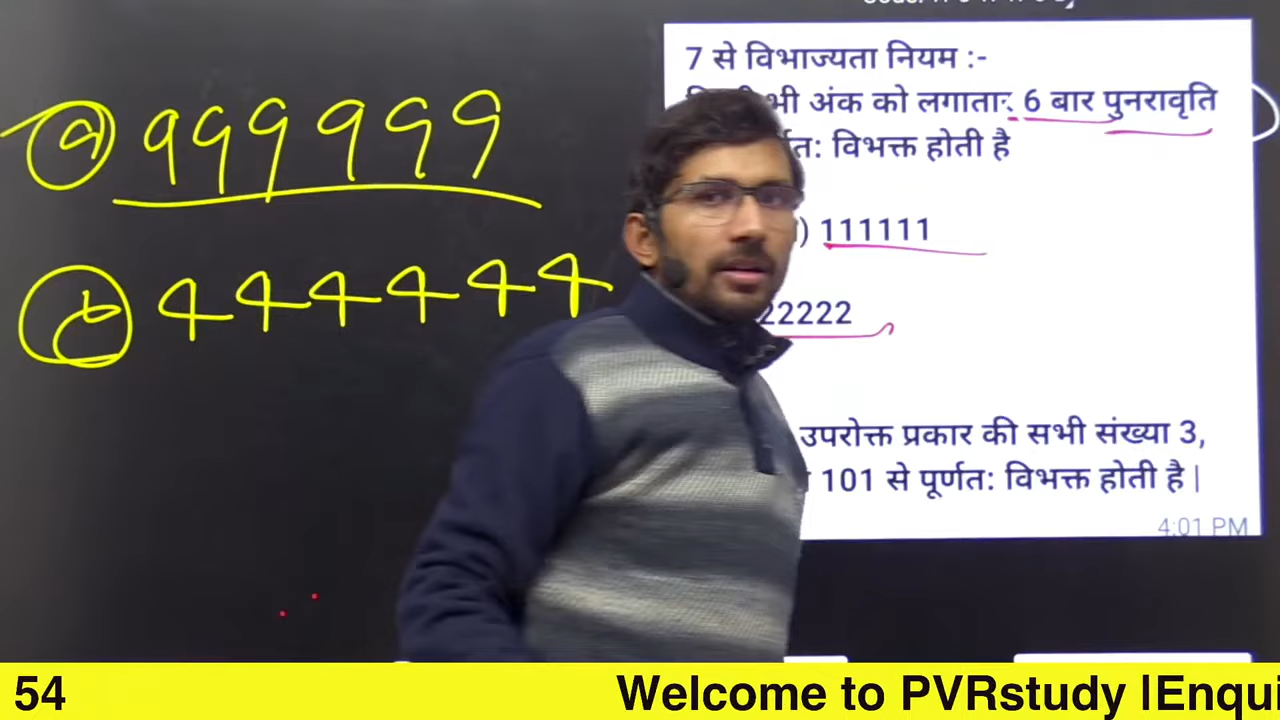 7 से विभाज्यता नियम :-
भी अंक को लगातार 6 बार पुनरावृति
त: विभक्त होती है
) 111111
22222
उपरोक्त प्रकार की सभी संख्या 3,
101 से पूर्णत: विभक्त होती है |
4:01 PM
999999
444444
54
Welcome to PVRstudy |Enqui